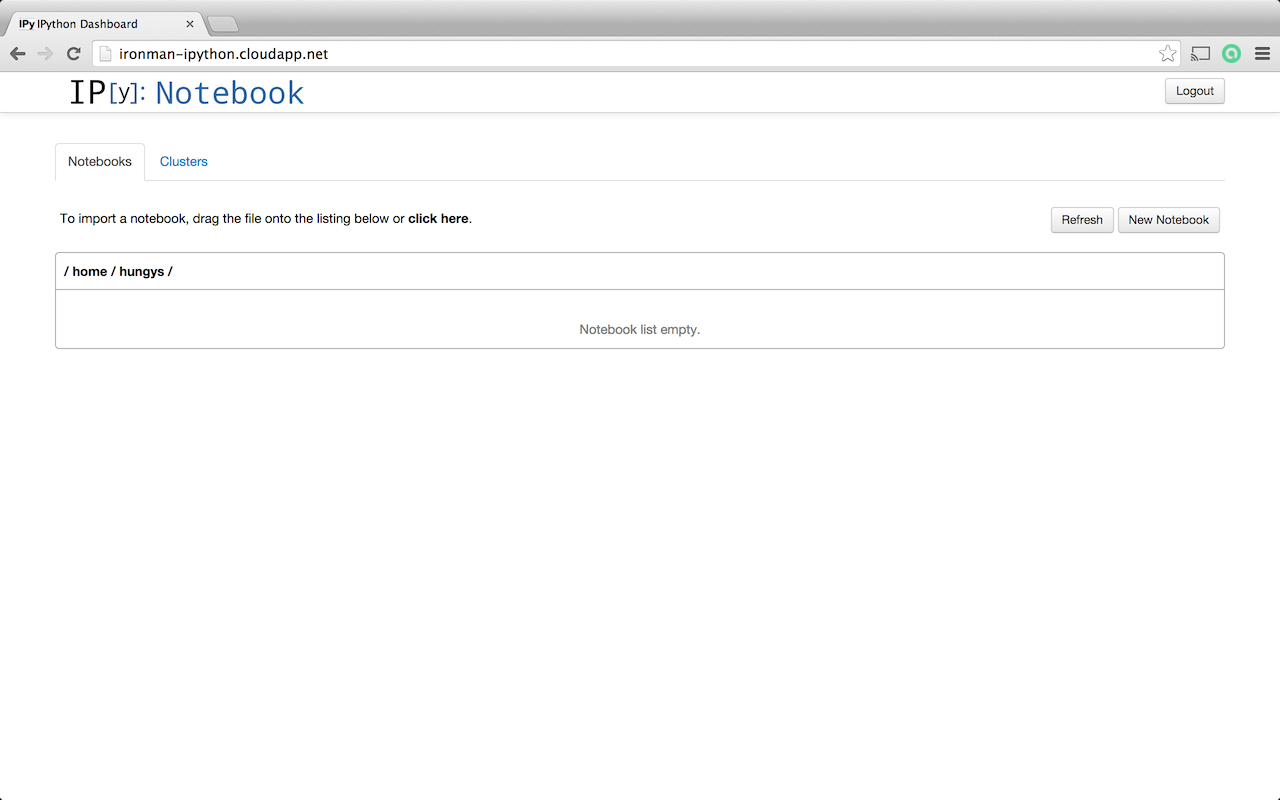 IPy IPython Dashboard
ironman-ipython.cloudapp.net
IP[y]: Notebook
Logout
Notebooks
Clusters
To import a notebook, drag the file onto the listing below or click here.
Refresh
New Notebook
/ home / hungys /
Notebook list empty.